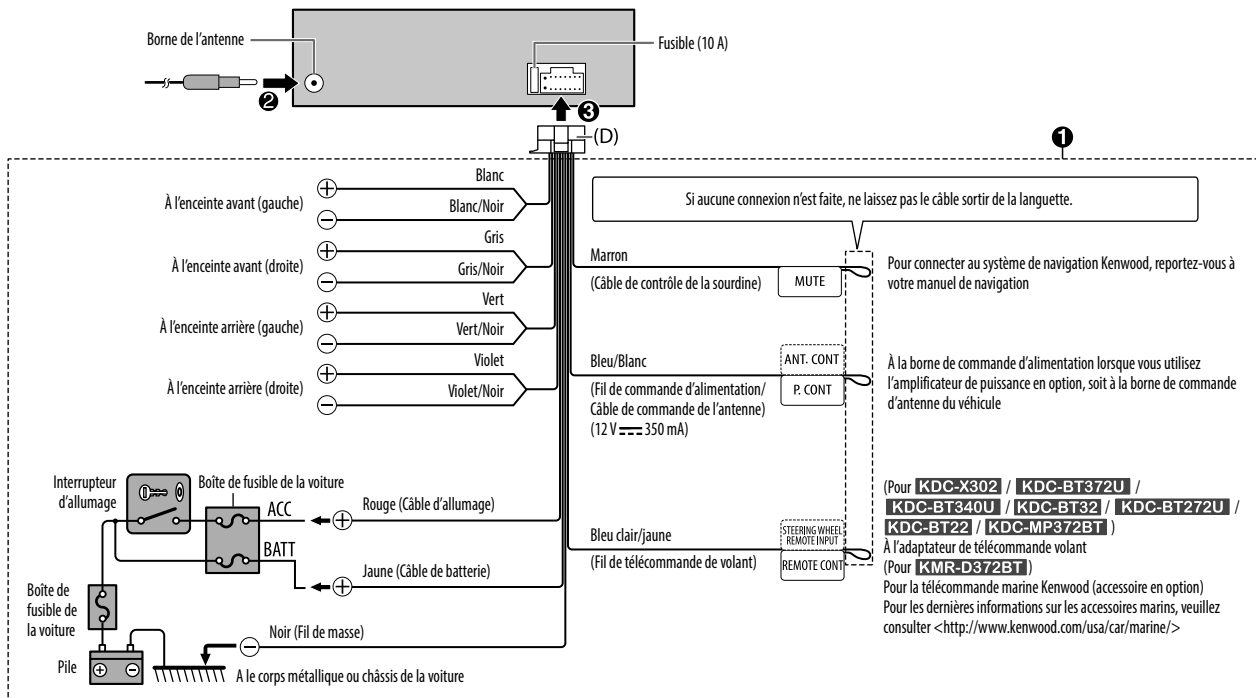 Borne de l'antenne
Fusible (10 A)
❷
❸
(D)
❶
Blanc
À l'enceinte avant (gauche)
Blanc/Noir
Gris
À l'enceinte avant (droite)
Gris/Noir
Vert
À l'enceinte arrière (gauche)
Vert/Noir
Violet
À l'enceinte arrière (droite)
Violet/Noir
Si aucune connexion n'est faite, ne laissez pas le câble sortir de la languette.
Marron
(Câble de contrôle de la sourdine)
MUTE
Pour connecter au système de navigation Kenwood, reportez-vous à
votre manuel de navigation
Bleu/Blanc
(Fil de commande d'alimentation/
Câble de commande de l'antenne)
(12 V ⎓ 350 mA)
ANT. CONT
P. CONT
À la borne de commande d'alimentation lorsque vous utilisez
l'amplificateur de puissance en option, soit à la borne de commande
d'antenne du véhicule
Interrupteur
d'allumage
Boîte de fusible de la voiture
ACC
Rouge (Câble d'allumage)
BATT
Jaune (Câble de batterie)
Boîte de
fusible de
la voiture
Noir (Fil de masse)
Pile
A le corps métallique ou châssis de la voiture
Bleu clair/jaune
(Fil de télécommande de volant)
STEERING WHEEL
REMOTE INPUT
REMOTE CONT
(Pour KDC-X302 / KDC-BT372U /
KDC-BT340U / KDC-BT32 / KDC-BT272U /
KDC-BT22 / KDC-MP372BT )
À l'adaptateur de télécommande volant
(Pour KMR-D372BT )
Pour la télécommande marine Kenwood (accessoire en option)
Pour les dernières informations sur les accessoires marins, veuillez
consulter <http://www.kenwood.com/usa/car/marine/>